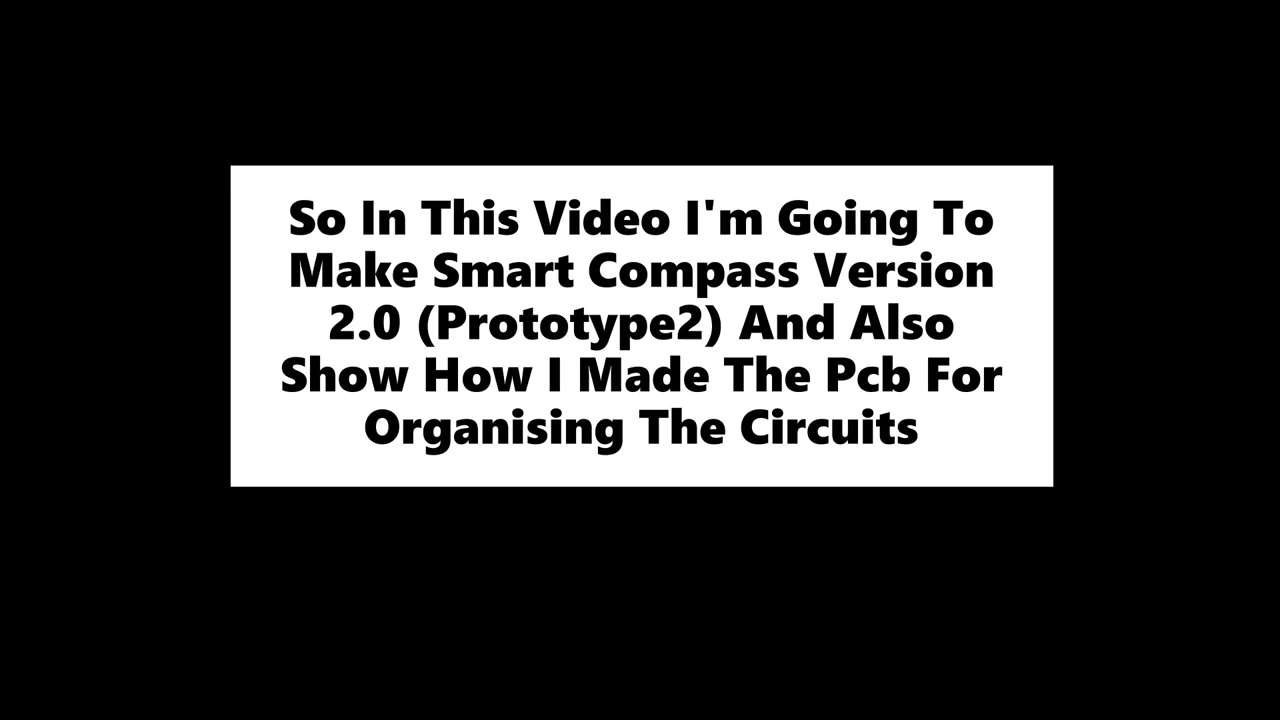 So In This Video I'm Going To
Make Smart Compass Version
2.0 (Prototype2) And Also
Show How I Made The Pcb For
Organising The Circuits